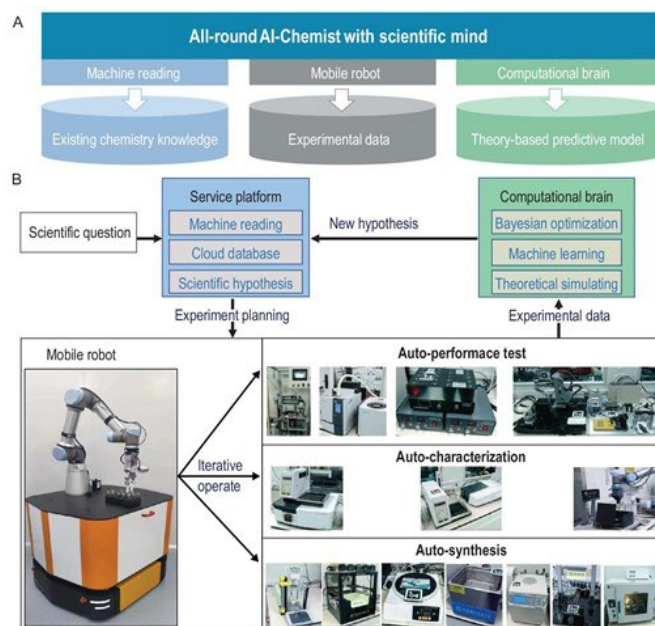 A
All-round AI-Chemist with scientific mind
Machine reading
Mobile robot
Computational brain
Existing chemistry knowledge
Experimental data
Theory-based predictive model
B
Scientific question
Service platform
Machine reading
Cloud database
Scientific hypothesis
New hypothesis
Computational brain
Bayesian optimization
Machine learning
Theoretical simulating
Experiment planning
Experimental data
Mobile robot
Iterative
operate
Auto-performace test
Auto-characterization
Auto-synthesis